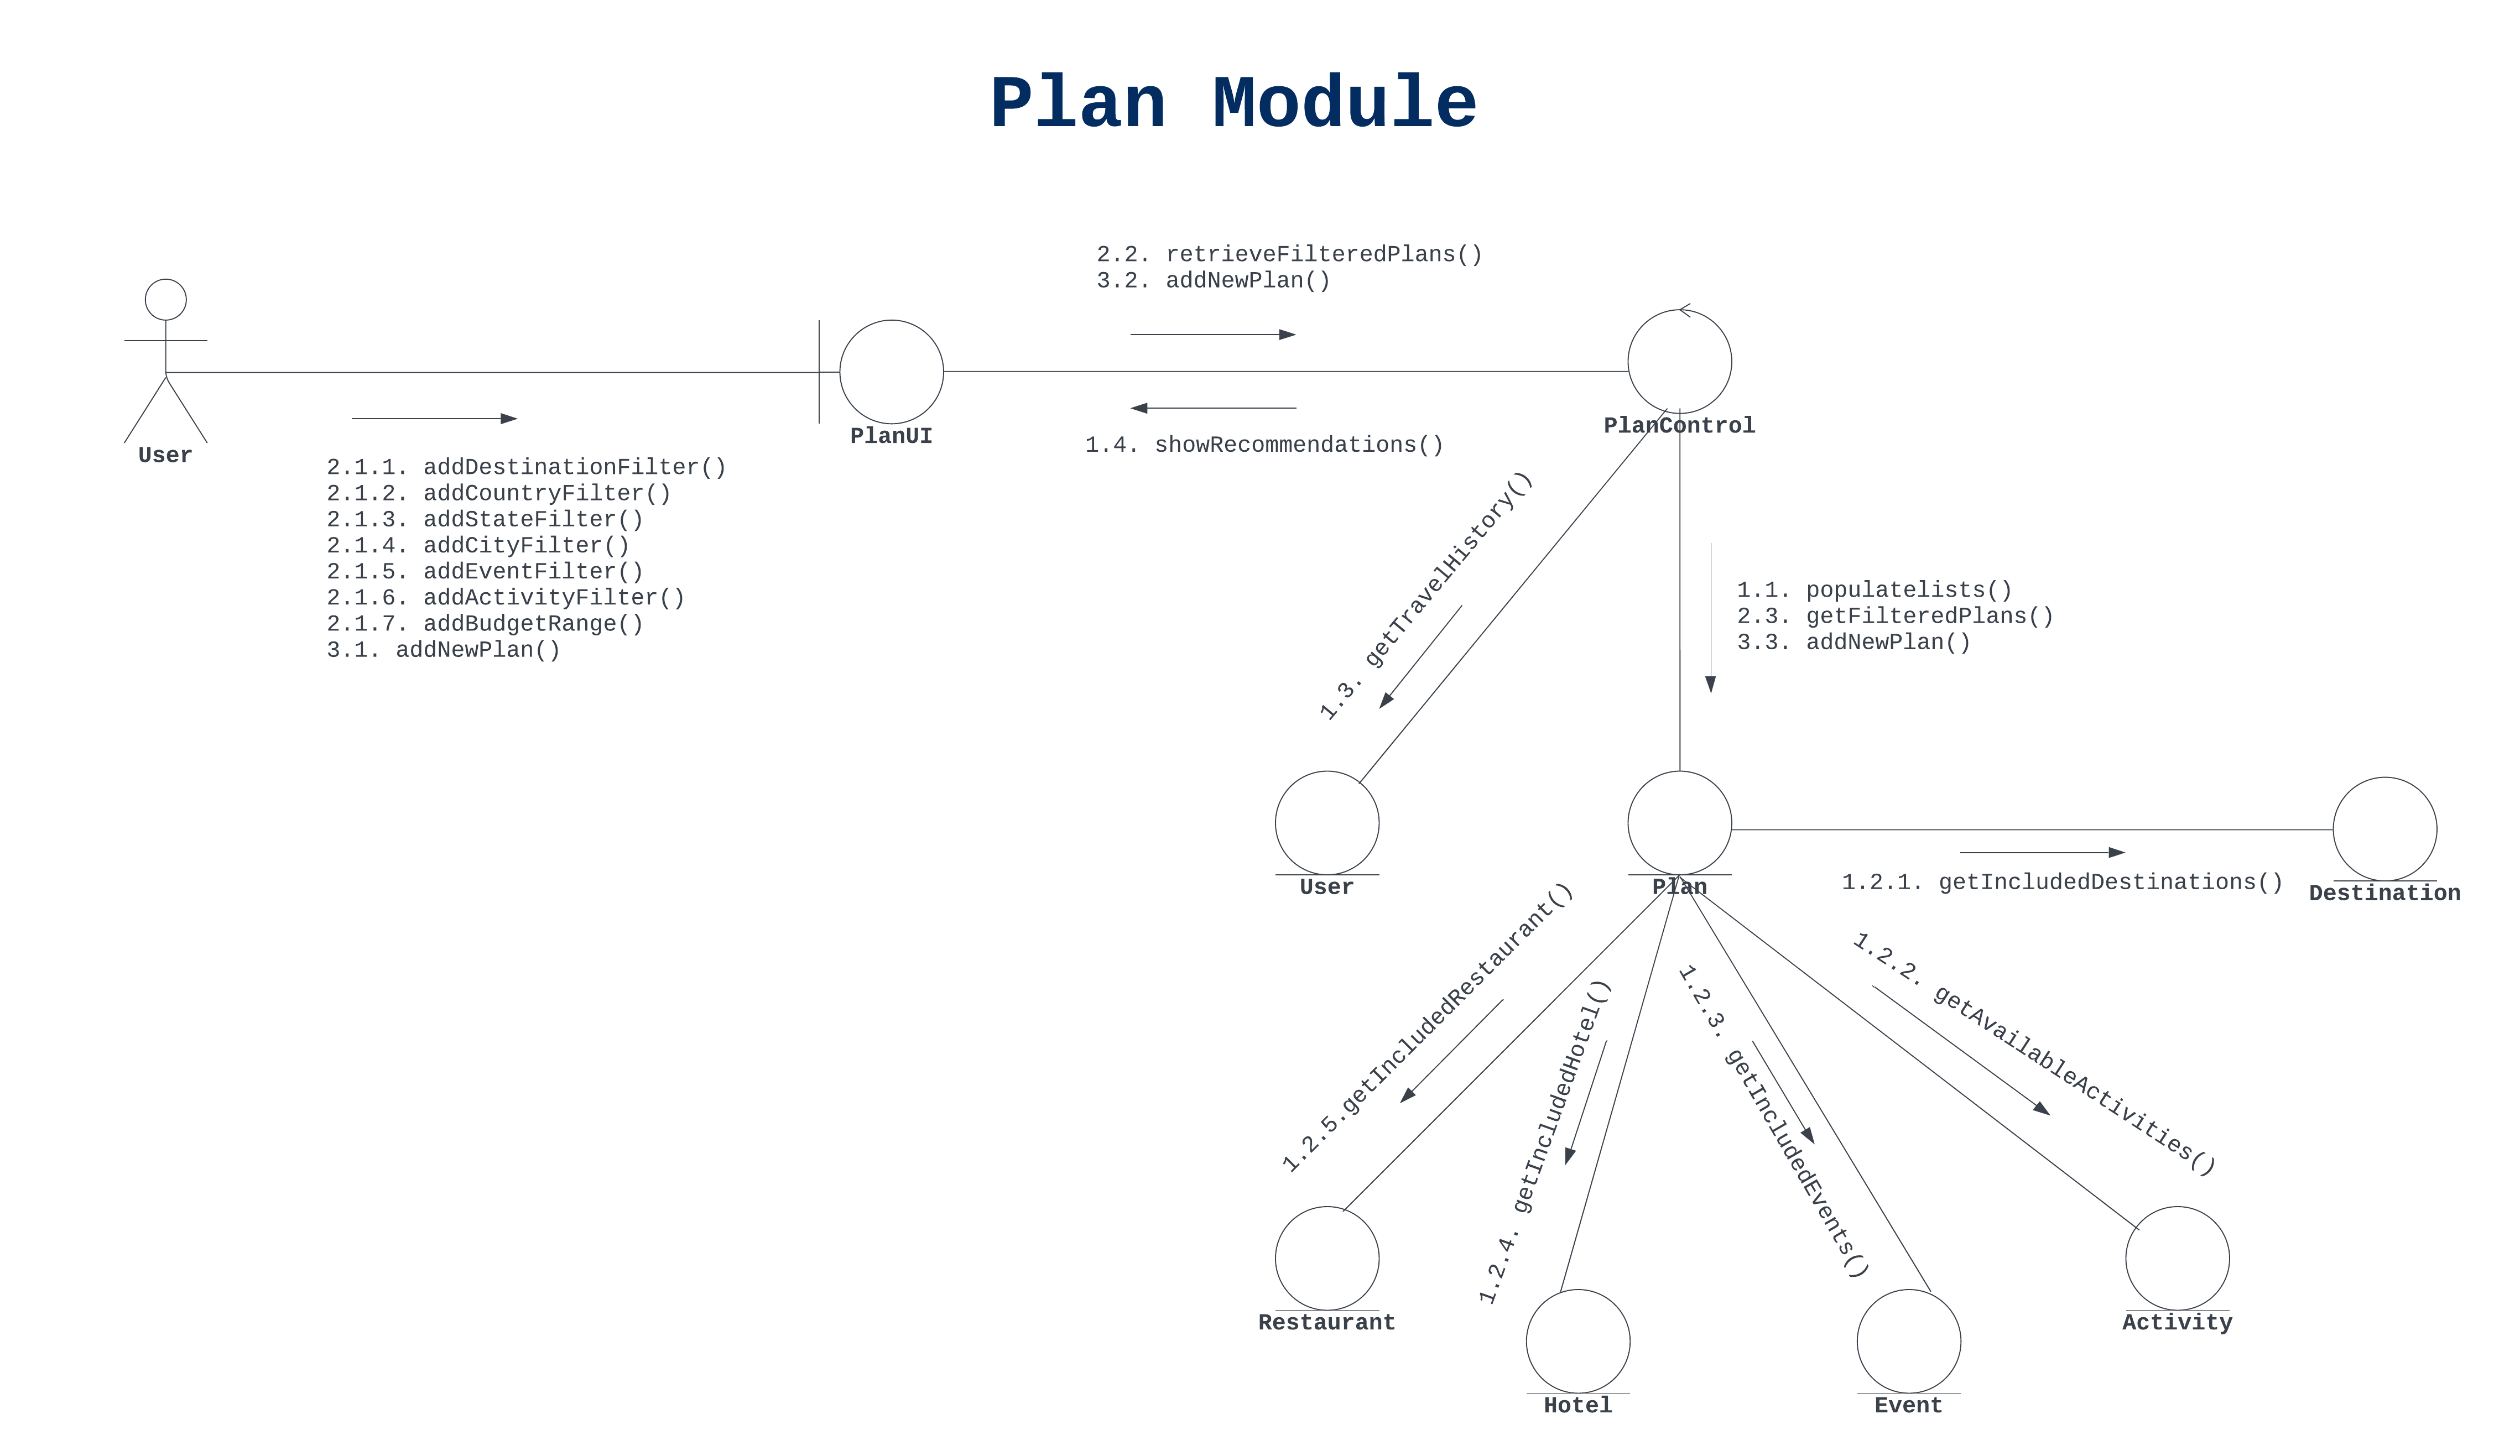 Plan Module
2.2. retrieveFilteredPlans()
3.2. addNewPlan()
User
PlanUI
PlanControl
1.4. showRecommendations()
2.1.1. addDestinationFilter()
2.1.2. addCountryFilter()
2.1.3. addStateFilter()
2.1.4. addCityFilter()
2.1.5. addEventFilter()
2.1.6. addActivityFilter()
2.1.7. addBudgetRange()
3.1. addNewPlan()
1.3. getTravelHistory()
1.1. populatelists()
2.3. getFilteredPlans()
3.3. addNewPlan()
User
Plan
1.2.1. getIncludedDestinations()
Destination
1.2.5.getIncludedRestaurant()
1.2.4. getIncludedHotel()
1.2.3. getIncludedEvents()
1.2.2. getAvailableActivities()
Restaurant
Activity
Hotel
Event